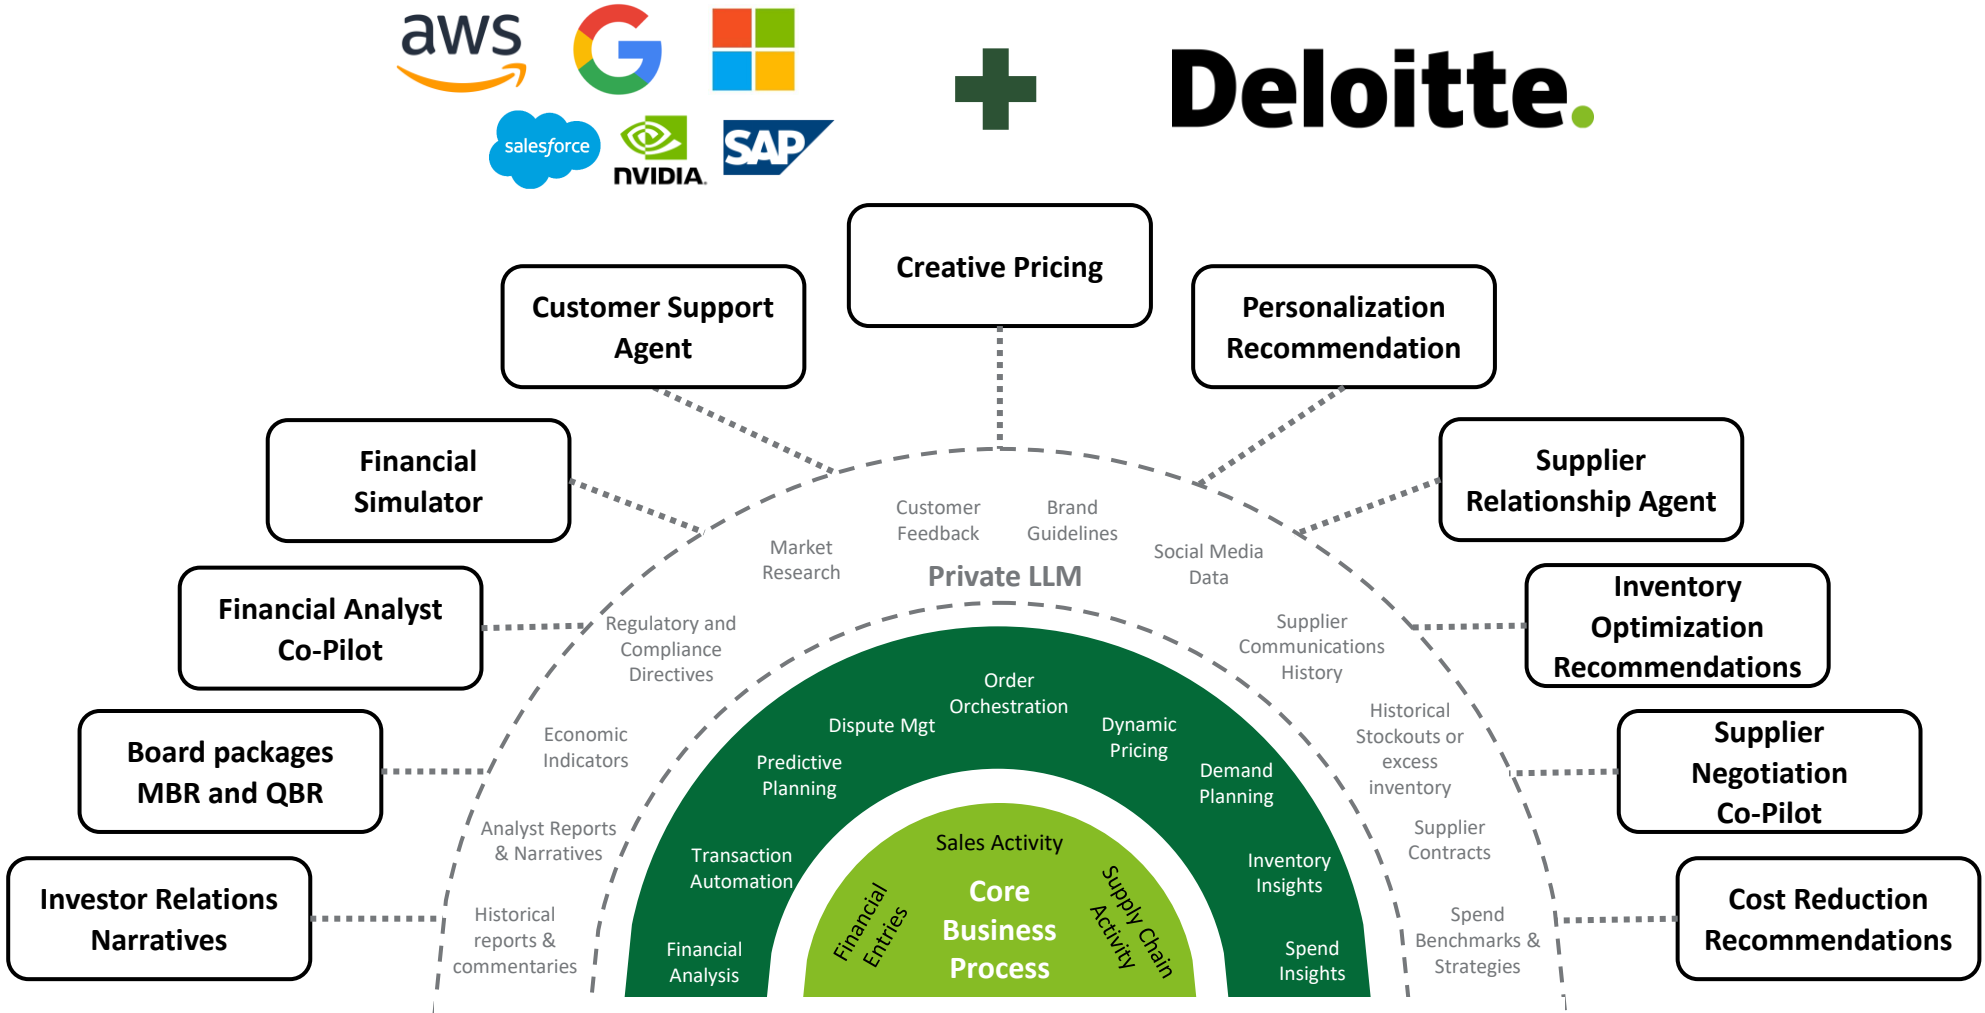 aws
G
salesforce
NVIDIA.
SAP
Deloitte.
Creative Pricing
Customer Support
Agent
Personalization
Recommendation
Financial
Simulator
Supplier
Relationship Agent
Financial Analyst
Co-Pilot
Inventory
Optimization
Recommendations
Board packages
MBR and QBR
Supplier
Negotiation
Co-Pilot
Investor Relations
Narratives
Cost Reduction
Recommendations
Customer
Feedback
Brand
Guidelines
Market
Research
Social Media
Data
Private LLM
Regulatory and
Compliance
Directives
Supplier
Communications
History
Economic
Indicators
Historical
Stockouts or
excess
inventory
Analyst Reports
& Narratives
Supplier
Contracts
Historical
reports &
commentaries
Spend
Benchmarks &
Strategies
Order
Orchestration
Dispute Mgt
Dynamic
Pricing
Predictive
Planning
Demand
Planning
Transaction
Automation
Inventory
Insights
Financial
Analysis
Spend
Insights
Sales Activity
Financial
Entries
Core
Business
Process
Supply Chain
Activity